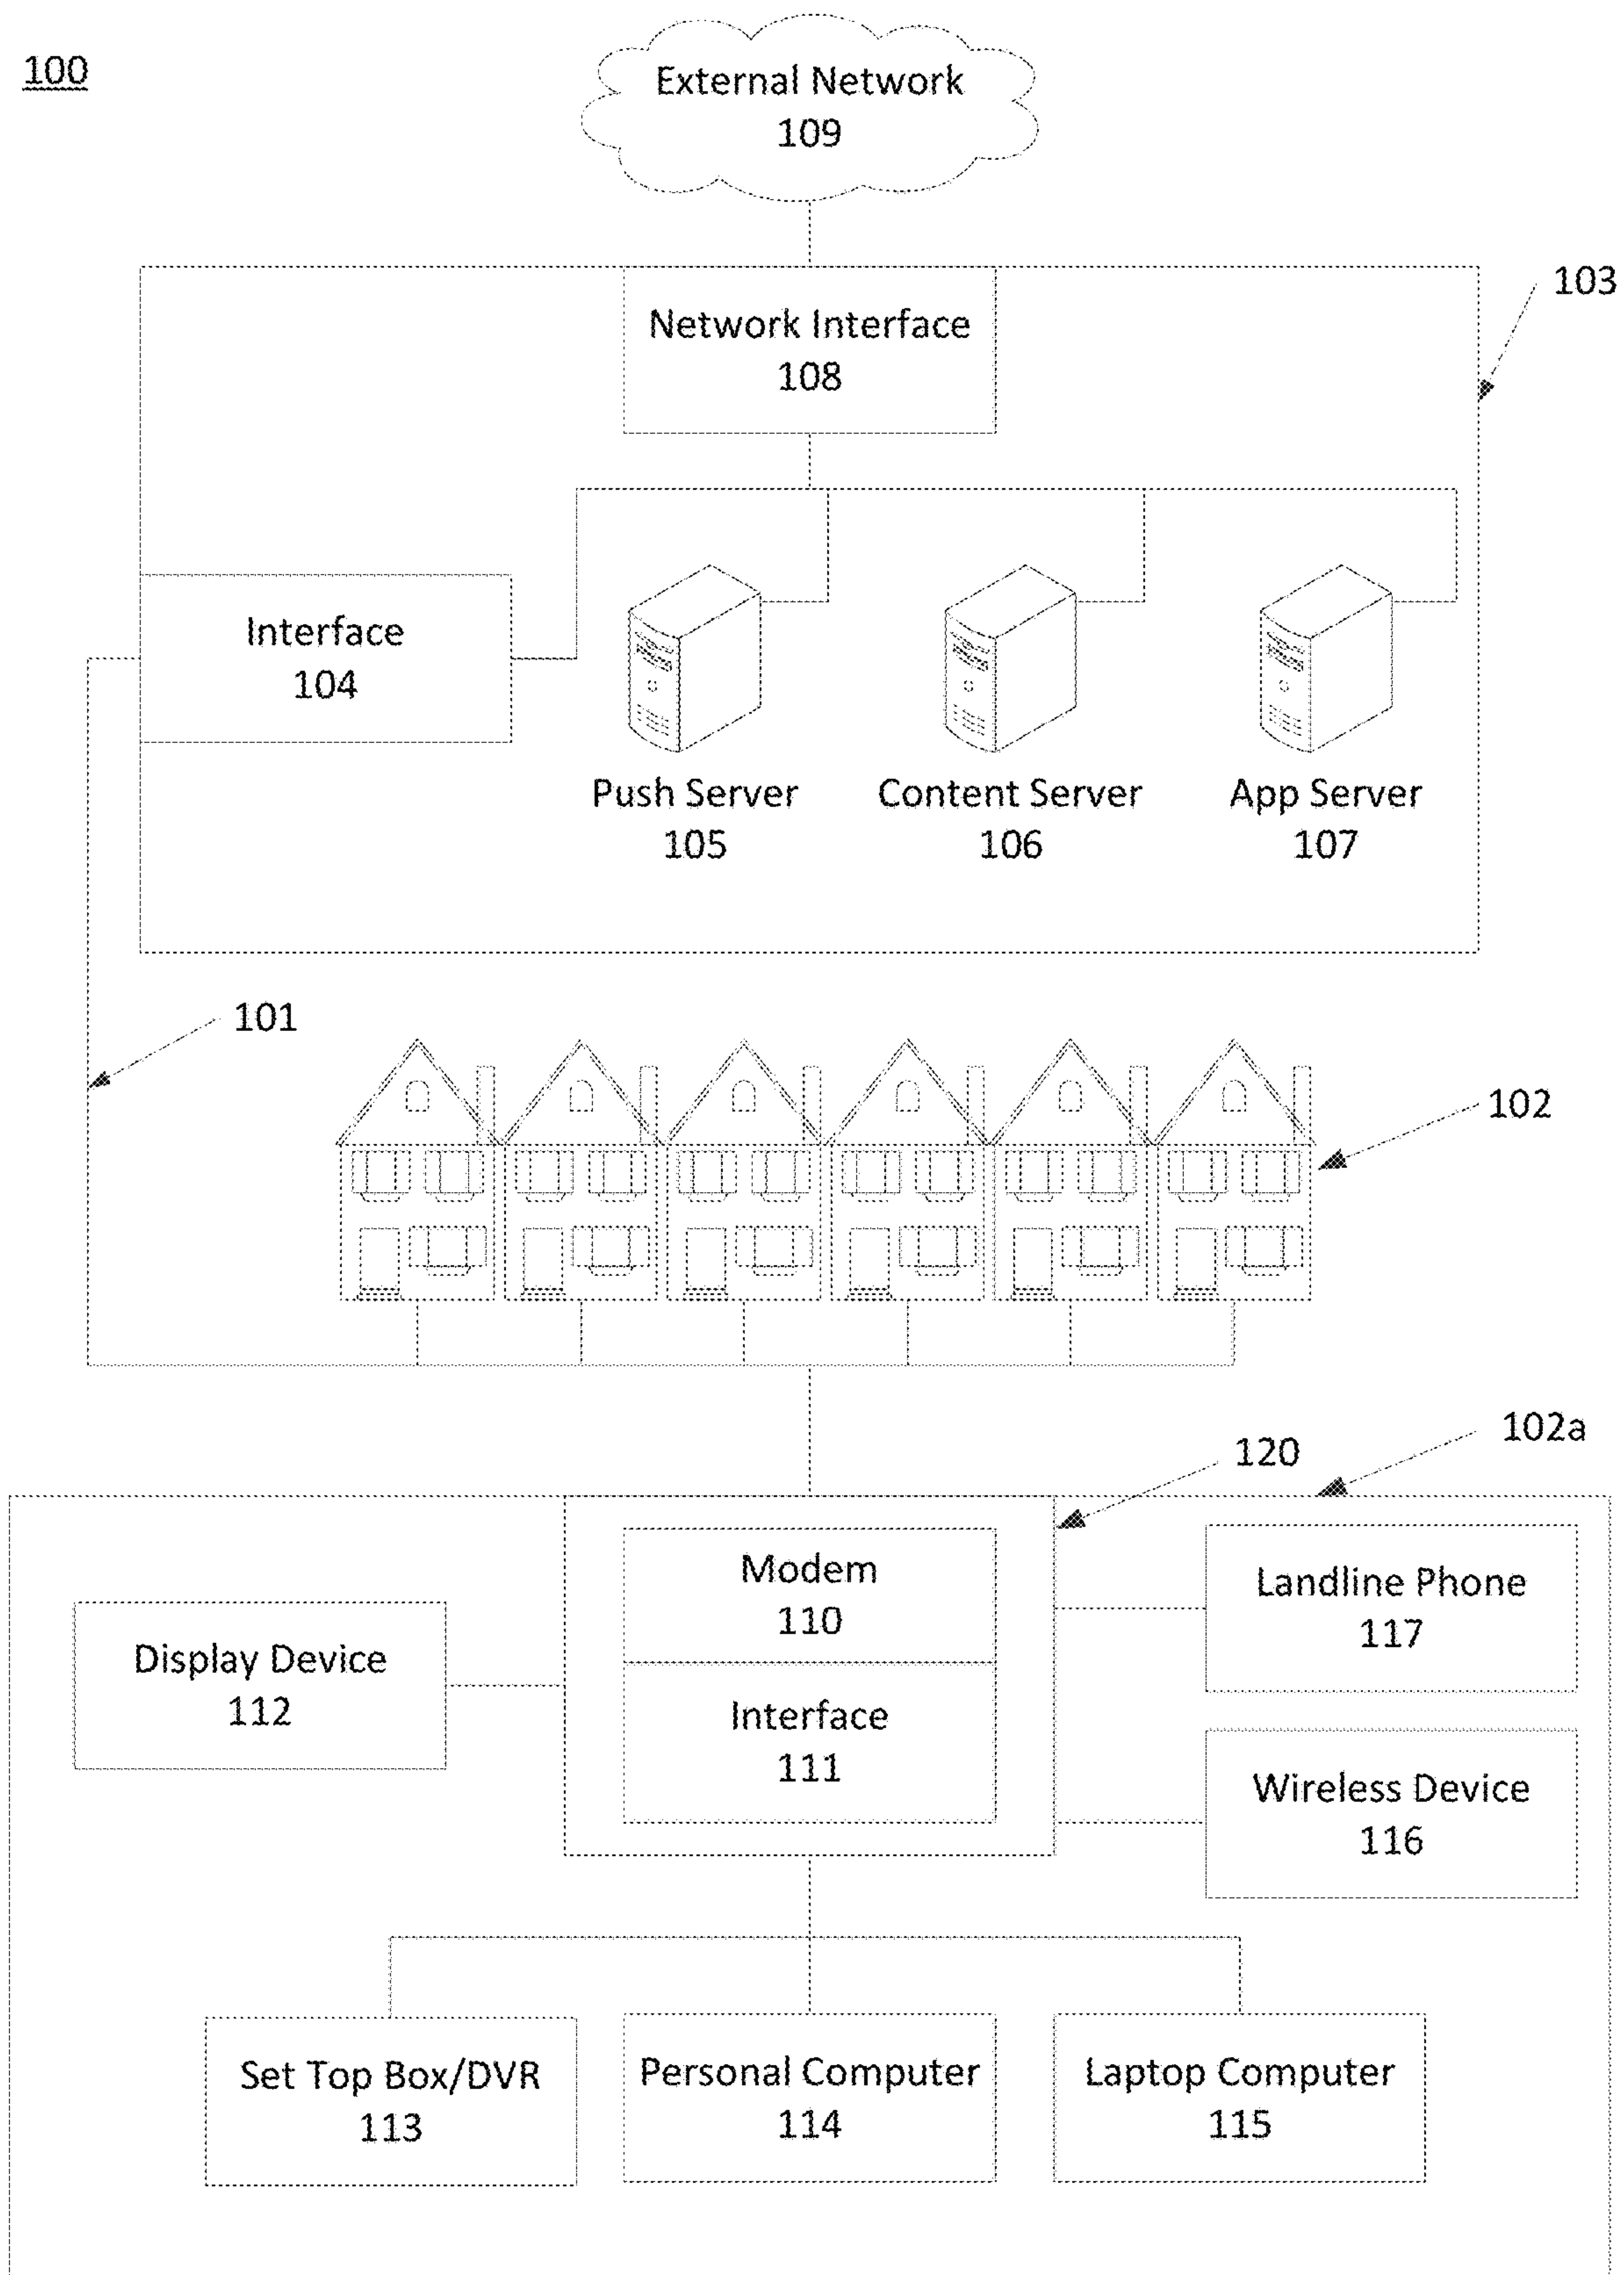 100
External Network
109
103
Network Interface
108
Interface
104
Push Server
105
Content Server
106
App Server
107
101
102
102a
120
Modem
110
Landline Phone
117
Display Device
112
Interface
111
Wireless Device
116
Set Top Box/DVR
113
Personal Computer
114
Laptop Computer
115